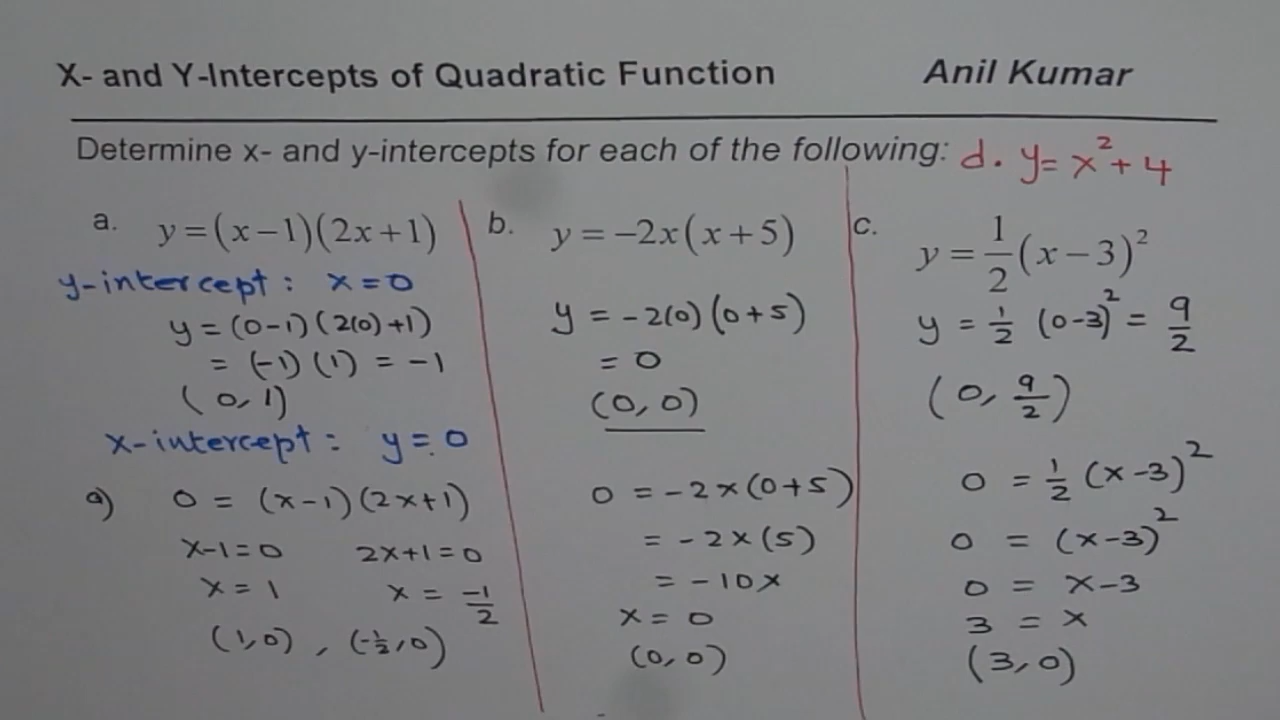 X- and Y-Intercepts of Quadratic Function Anil Kumar
Determine x- and y-intercepts for each of the following: d. y = x² + 4
a. y = (x−1)(2x+1)
y-intercept : x = 0
y = (0−1)(2(0)+1)
= (−1)(1) = −1
(0, 1)
x-intercept : y = 0
a) 0 = (x−1)(2x+1)
x−1 = 0 2x+1 = 0
x = 1 x = −1/2
(1, 0) , (−1/2, 0)
b. y = −2x(x+5)
y = −2(0)(0+5)
= 0
(0, 0)
0 = −2x(0+5)
= −2x(5)
= −10x
x = 0
(0, 0)
c. y = 1/2(x−3)²
y = 1/2 (0−3)² = 9/2
(0, 9/2)
0 = 1/2 (x−3)²
0 = (x−3)²
0 = x−3
3 = x
(3, 0)